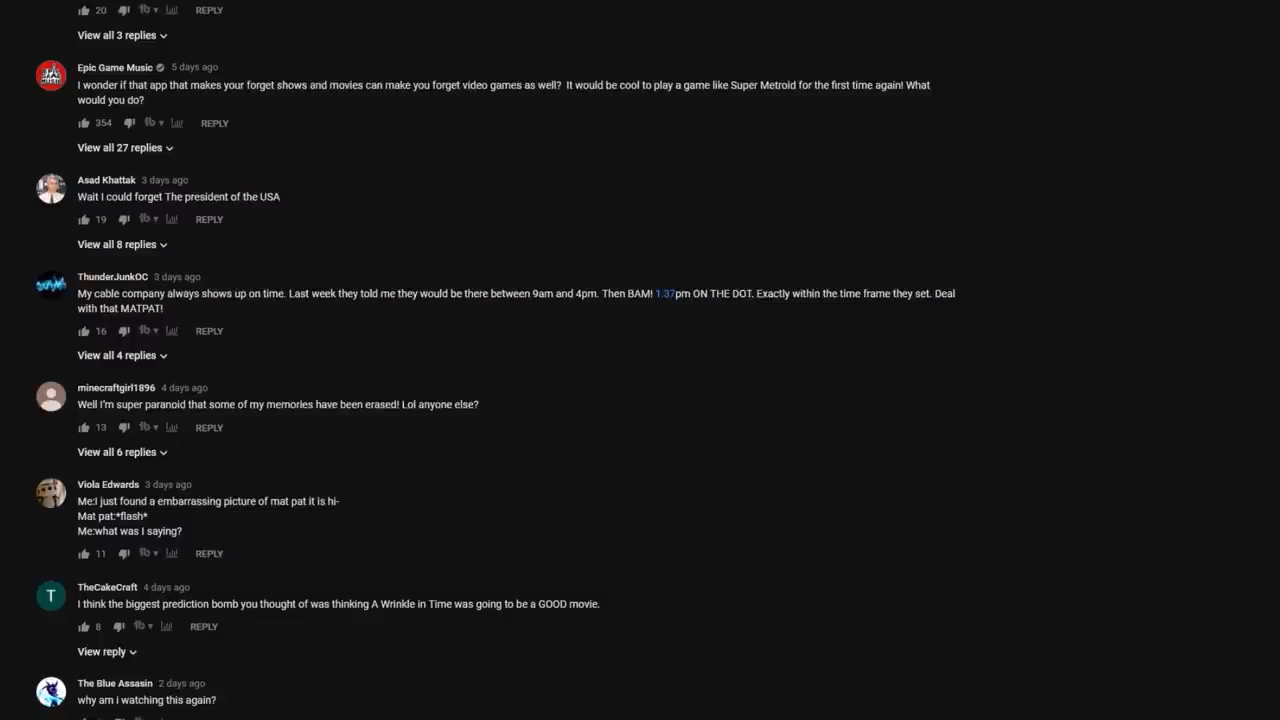 20 REPLY
View all 3 replies
Epic Game Music 5 days ago
I wonder if that app that makes your forget shows and movies can make you forget video games as well? It would be cool to play a game like Super Metroid for the first time again! What
would you do?
354 REPLY
View all 27 replies
Asad Khattak 3 days ago
Wait I could forget The president of the USA
19 REPLY
View all 8 replies
ThunderJunkOC 3 days ago
My cable company always shows up on time. Last week they told me they would be there between 9am and 4pm. Then BAM! 1:37pm ON THE DOT. Exactly within the time frame they set. Deal
with that MATPAT!
16 REPLY
View all 4 replies
minecraftgirl1896 4 days ago
Well I'm super paranoid that some of my memories have been erased! Lol anyone else?
13 REPLY
View all 6 replies
Viola Edwards 3 days ago
Me:I just found a embarrassing picture of mat pat it is hi-
Mat pat:*flash*
Me:what was I saying?
11 REPLY
T
TheCakeCraft 4 days ago
I think the biggest prediction bomb you thought of was thinking A Wrinkle in Time was going to be a GOOD movie.
8 REPLY
View reply
The Blue Assasin 2 days ago
why am i watching this again?